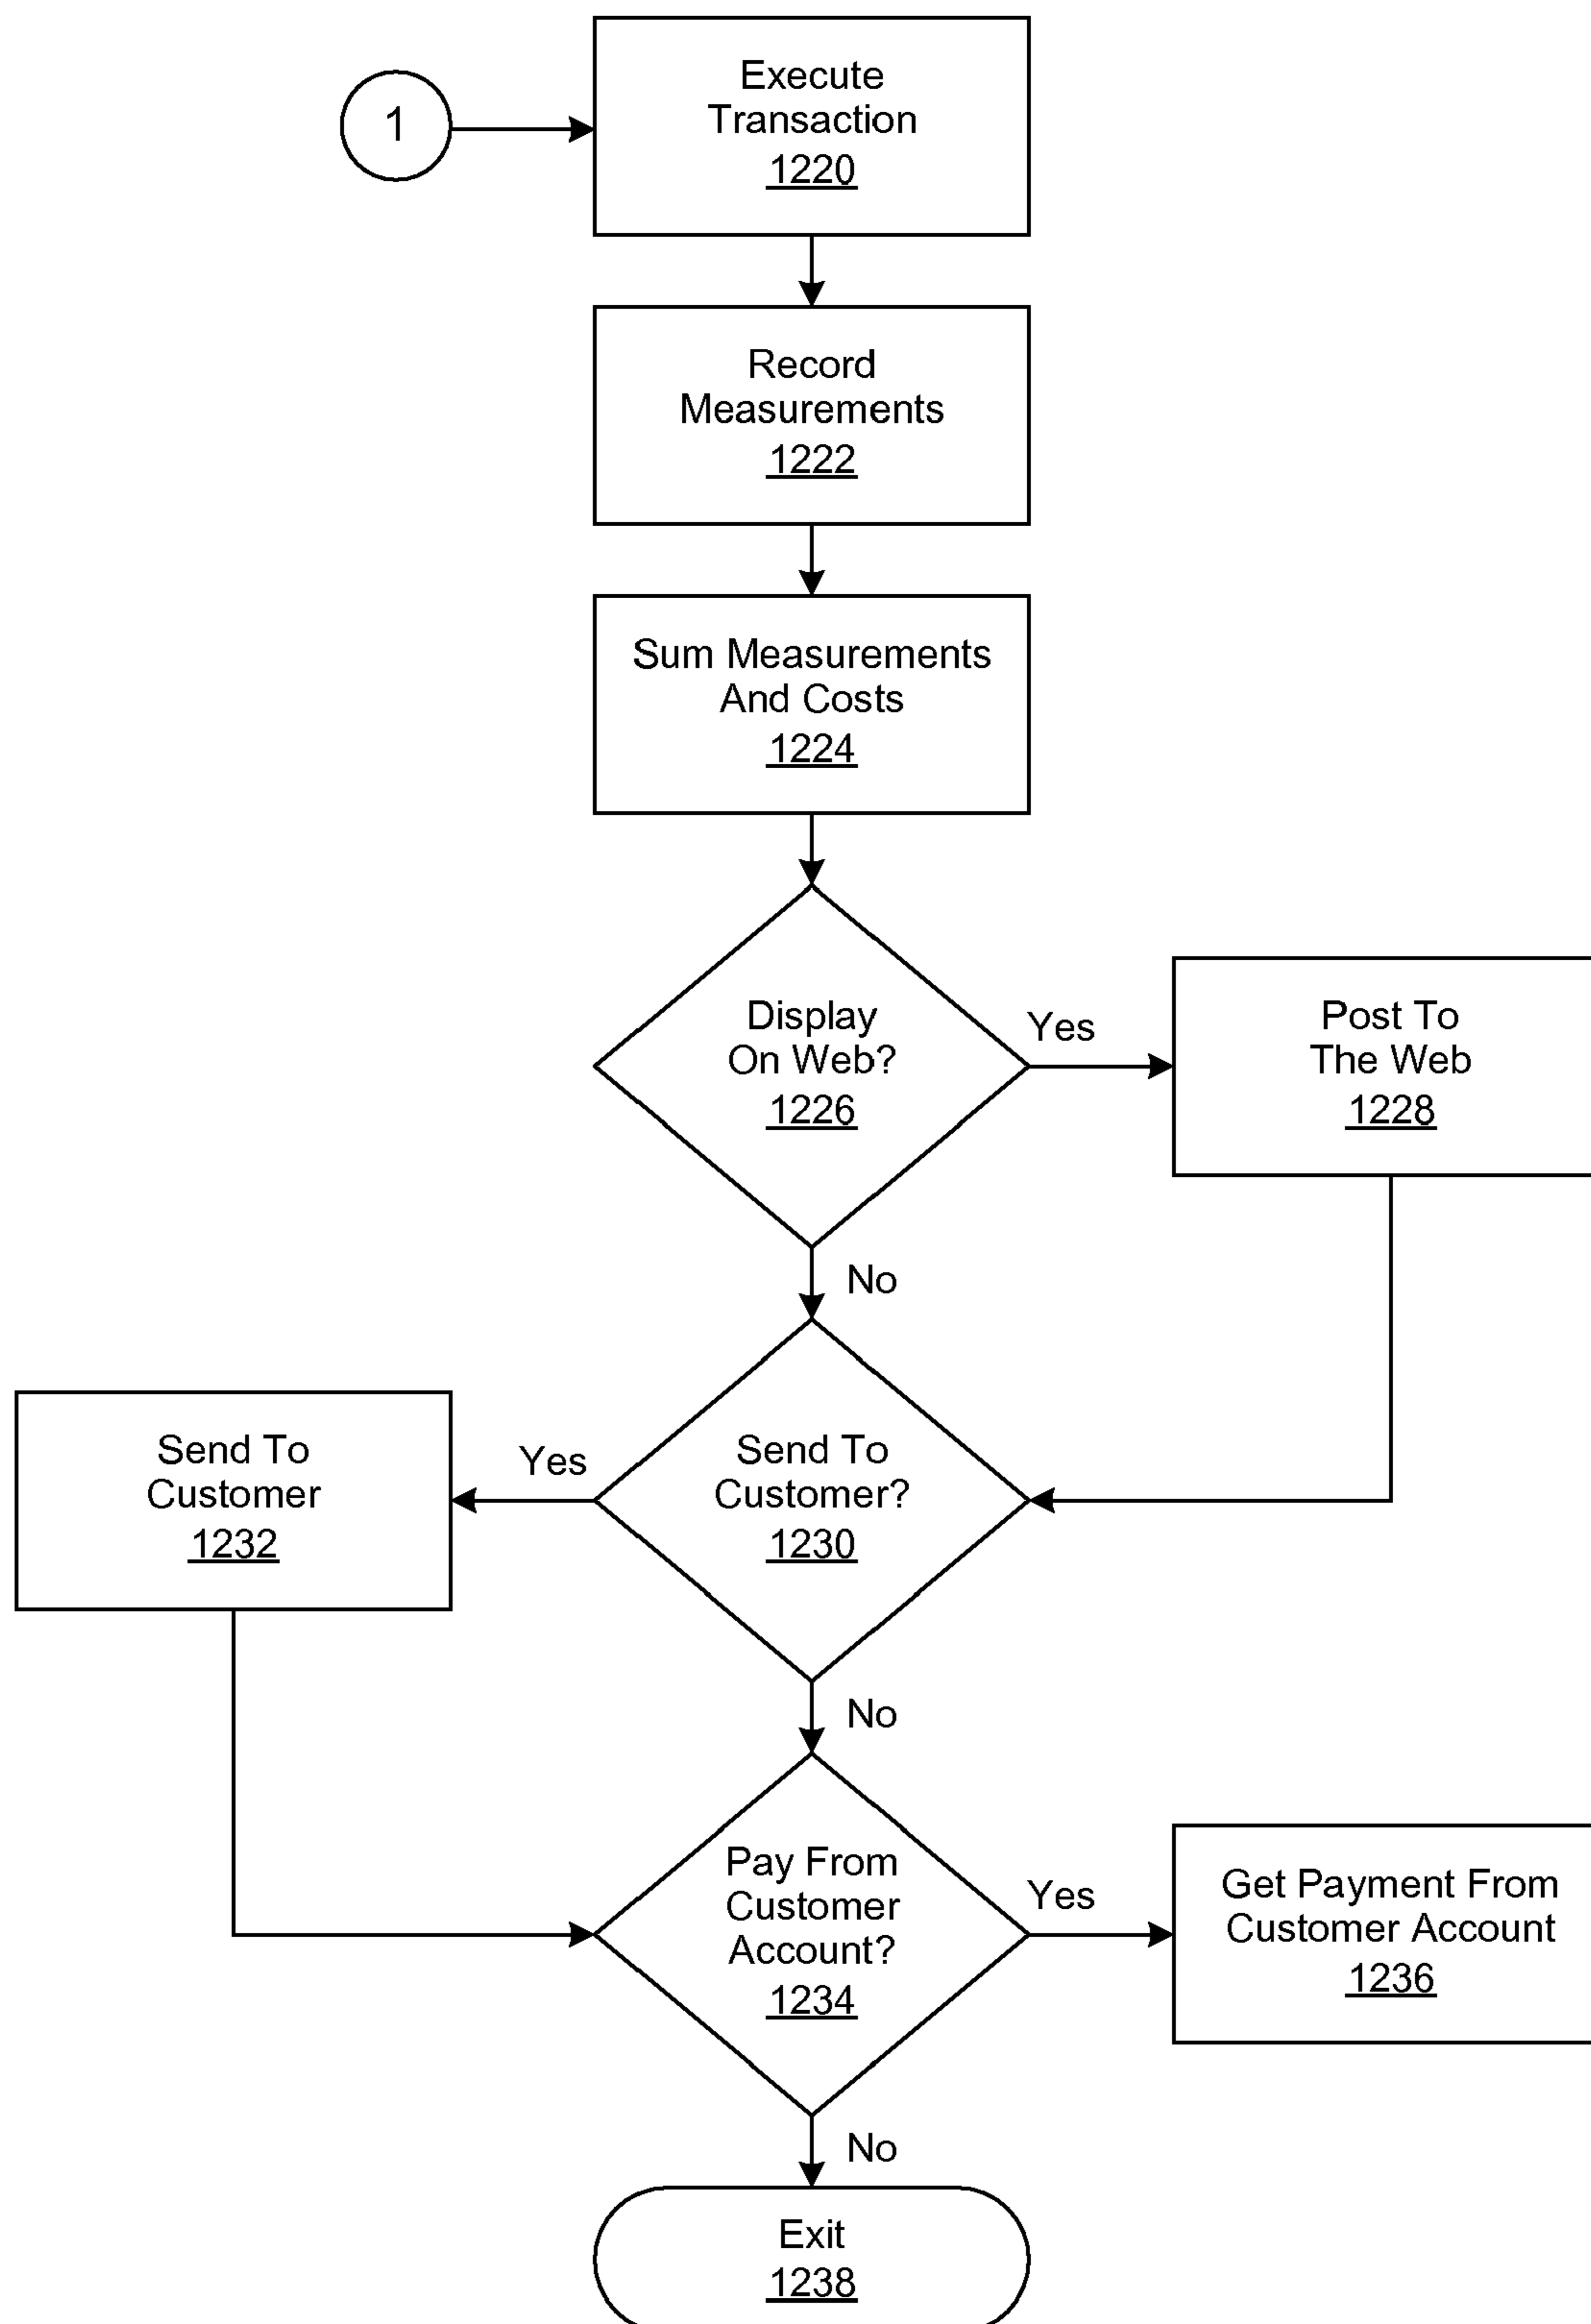 1
Execute
Transaction
1220
Record
Measurements
1222
Sum Measurements
And Costs
1224
Display
On Web?
1226
Yes
Post To
The Web
1228
No
Send To
Customer
1232
Yes
Send To
Customer?
1230
No
Pay From
Customer
Account?
1234
Yes
Get Payment From
Customer Account
1236
No
Exit
1238